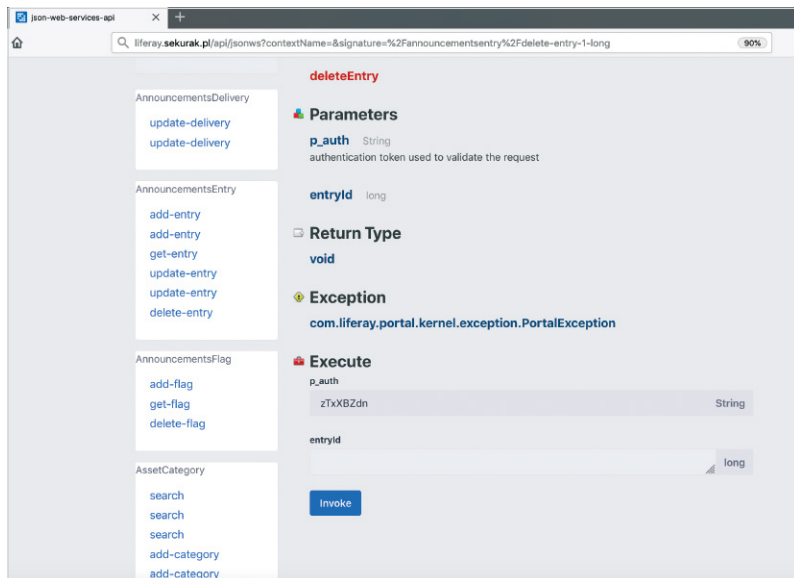 json-web-services-api
liferay.sekurak.pl/api/jsonws?contextName=&signature=%2Fannouncementsentry%2Fdelete-entry-1-long
90%
AnnouncementsDelivery
update-delivery
update-delivery
AnnouncementsEntry
add-entry
add-entry
get-entry
update-entry
update-entry
delete-entry
AnnouncementsFlag
add-flag
get-flag
delete-flag
AssetCategory
search
search
search
add-category
add-category
deleteEntry
Parameters
p_auth String
authentication token used to validate the request
entryId long
Return Type
void
Exception
com.liferay.portal.kernel.exception.PortalException
Execute
p_auth
zTxXBZdn String
entryId
long
Invoke